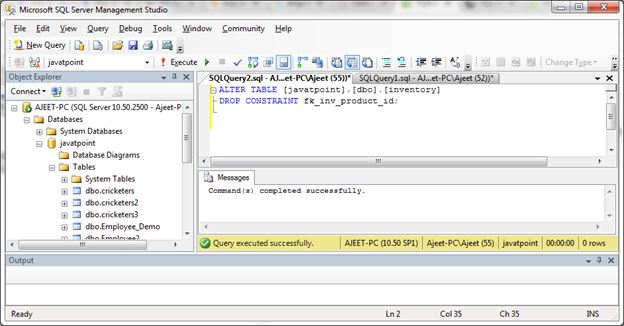 Microsoft SQL Server Management Studio
File Edit View Query Debug Tools Window Community Help
New Query
javatpoint Execute Change Type
Object Explorer
Connect
AJEET-PC (SQL Server 10.50.2500 - Ajeet-P
Databases
System Databases
javatpoint
Database Diagrams
Tables
System Tables
dbo.cricketers
dbo.cricketers2
dbo.cricketers3
dbo.Employee_Demo
dbo.Employee2
SQLQuery2.sql - AJ...et-PC\Ajeet (55))* SQLQuery1.sql - AJ...et-PC\Ajeet (52))*
ALTER TABLE [javatpoint].[dbo].[inventory]
DROP CONSTRAINT fk_inv_product_id;
Messages
Command(s) completed successfully.
Query executed successfully. AJEET-PC (10.50 SP1) Ajeet-PC\Ajeet (55) javatpoint 00:00:00 0 rows
Output
Ready Ln 2 Col 35 Ch 35 INS